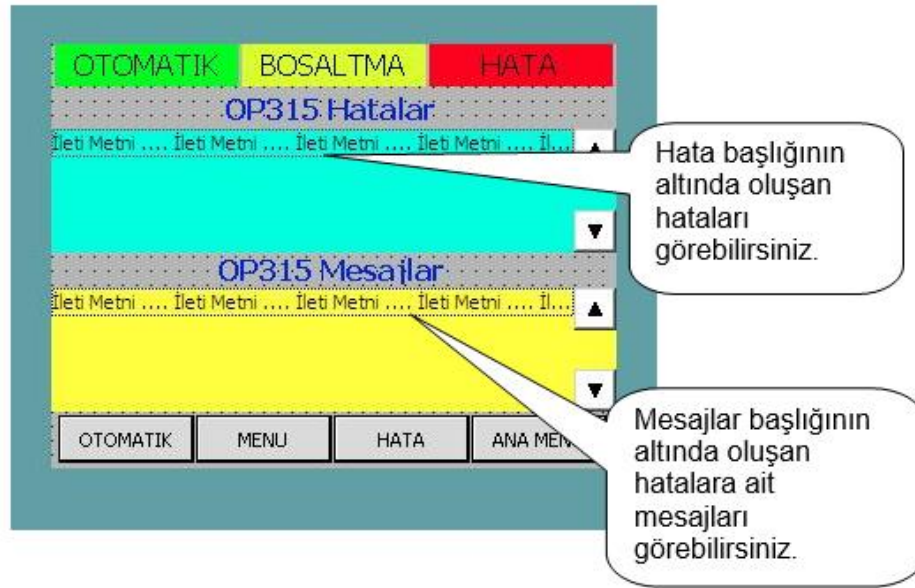 OTOMATIK BOSALTMA HATA
OP315 Hatalar
İleti Metni .... İleti Metni .... İleti Metni .... İleti Metni .... İl...
Hata başlığının
altında oluşan
hataları
görebilirsiniz.
OP315 Mesajlar
İleti Metni .... İleti Metni .... İleti Metni .... İleti Metni .... İl...
OTOMATIK MENU HATA ANA MEN
Mesajlar başlığının
altında oluşan
hatalara ait
mesajları
görebilirsiniz.